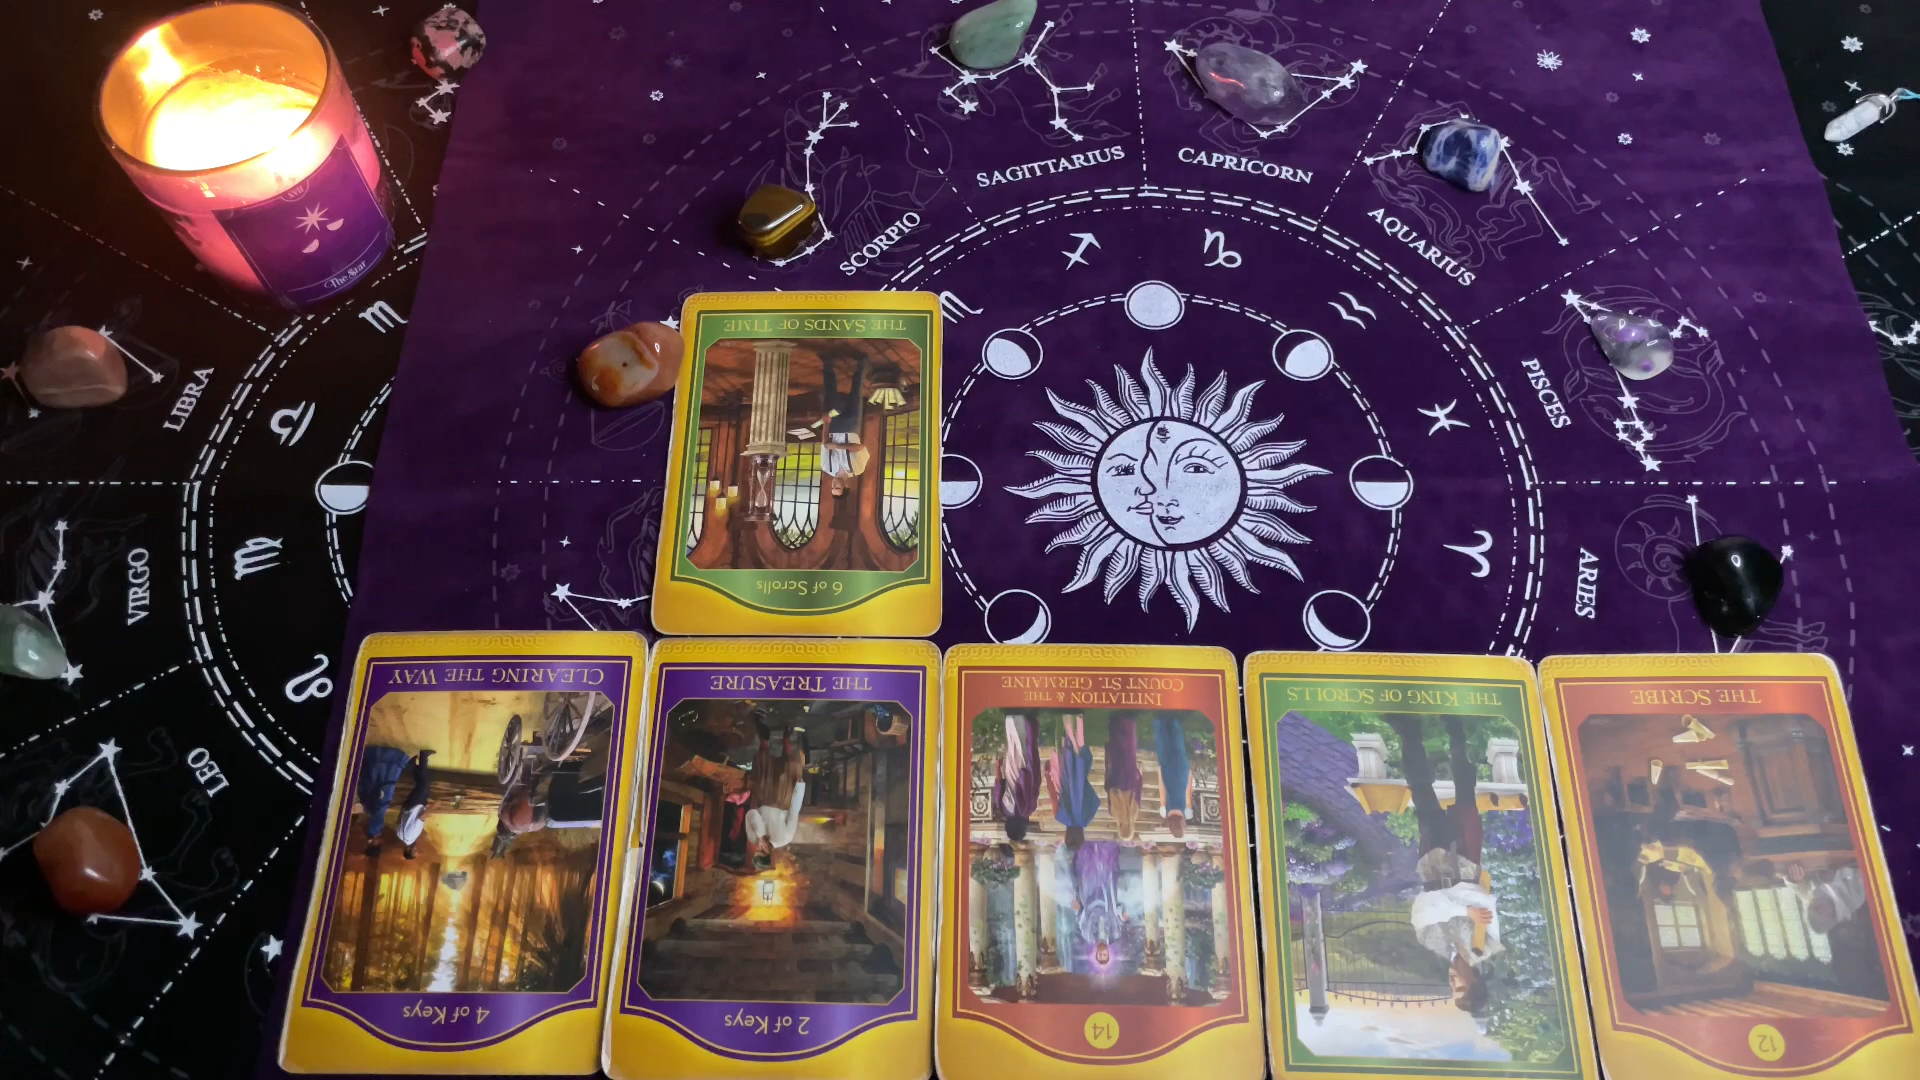 XVII
The Star
SAGITTARIUS
CAPRICORN
SCORPIO
AQUARIUS
LIBRA
PISCES
VIRGO
ARIES
LEO
THE SANDS OF TIME
6 of Scrolls
CLEARING THE WAY
4 of Keys
THE TREASURE
2 of Keys
INITIATION & THE
COUNT ST. GERMAINE
14
THE KING OF SCROLLS
THE SCRIBE
12